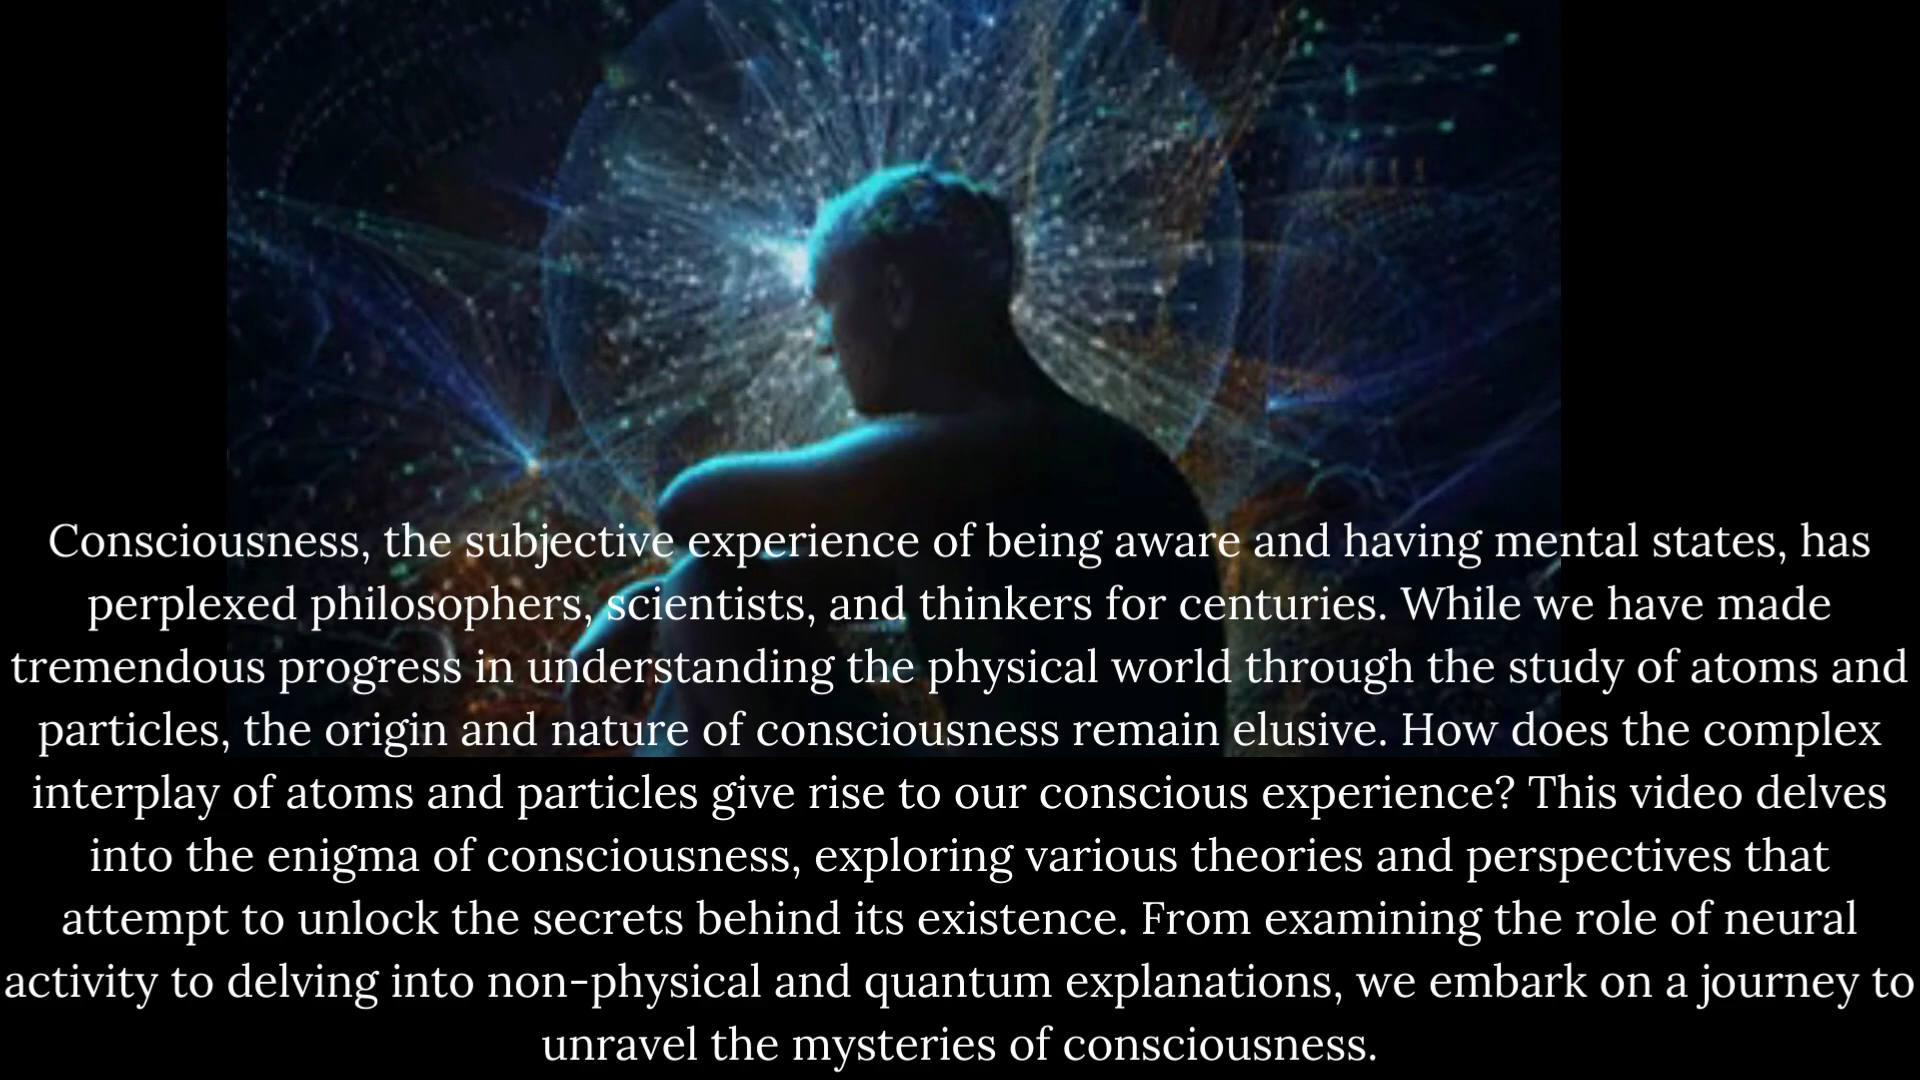 Consciousness, the subjective experience of being aware and having mental states, has
perplexed philosophers, scientists, and thinkers for centuries. While we have made
tremendous progress in understanding the physical world through the study of atoms and
particles, the origin and nature of consciousness remain elusive. How does the complex
interplay of atoms and particles give rise to our conscious experience? This video delves
into the enigma of consciousness, exploring various theories and perspectives that
attempt to unlock the secrets behind its existence. From examining the role of neural
activity to delving into non-physical and quantum explanations, we embark on a journey to
unravel the mysteries of consciousness.